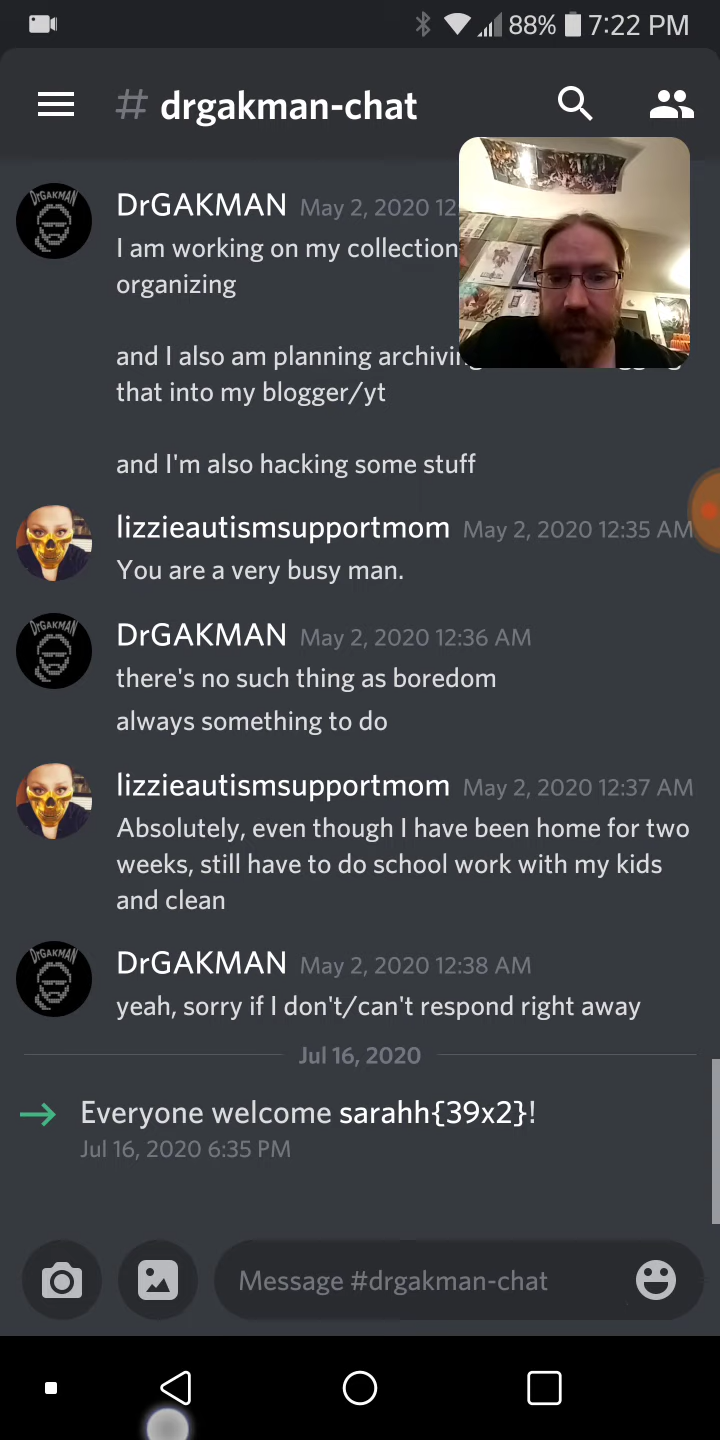 88% 7:22 PM
# drgakman-chat
DrGAKMAN May 2, 2020 12
I am working on my collection
organizing
and I also am planning
that into my blogger/yt
and I'm also hacking some stuff
lizzieautismsupportmom May 2, 2020 12:35 AM
You are a very busy man.
DrGAKMAN May 2, 2020 12:36 AM
there's no such thing as boredom
always something to do
lizzieautismsupportmom May 2, 2020 12:37 AM
Absolutely, even though I have been home for two
weeks, still have to do school work with my kids
and clean
DrGAKMAN May 2, 2020 12:38 AM
yeah, sorry if I don't/can't respond right away
Jul 16, 2020
Everyone welcome sarahh{39x2}!
Jul 16, 2020 6:35 PM
Message #drgakman-chat